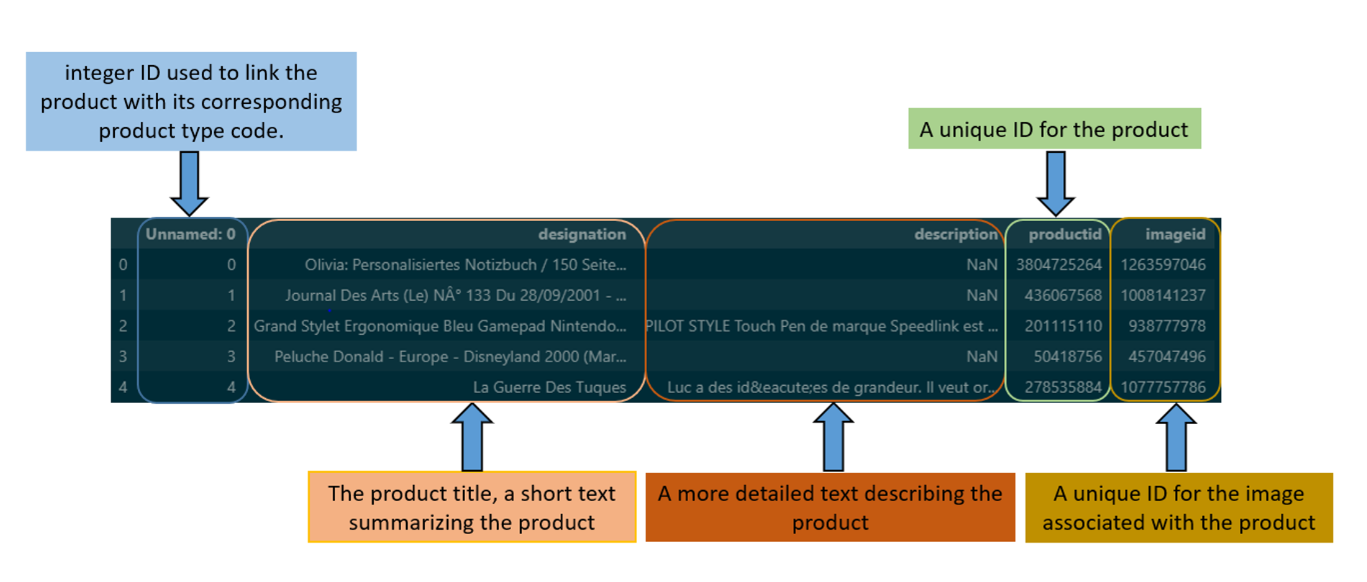 integer ID used to link the
product with its corresponding
product type code.
A unique ID for the product
Unnamed: 0 designation description productid imageid
0 0 Olivia: Personalisiertes Notizbuch / 150 Seite... NaN 3804725264 1263597046
1 1 Journal Des Arts (Le) NÂ° 133 Du 28/09/2001 - ... NaN 436067568 1008141237
2 2 Grand Stylet Ergonomique Bleu Gamepad Nintendo... PILOT STYLE Touch Pen de marque Speedlink est ... 201115110 938777978
3 3 Peluche Donald - Europe - Disneyland 2000 (Mar... NaN 50418756 457047496
4 4 La Guerre Des Tuques Luc a des id&eacute;es de grandeur. Il veut or... 278535884 1077757786
The product title, a short text
summarizing the product
A more detailed text describing the
product
A unique ID for the image
associated with the product